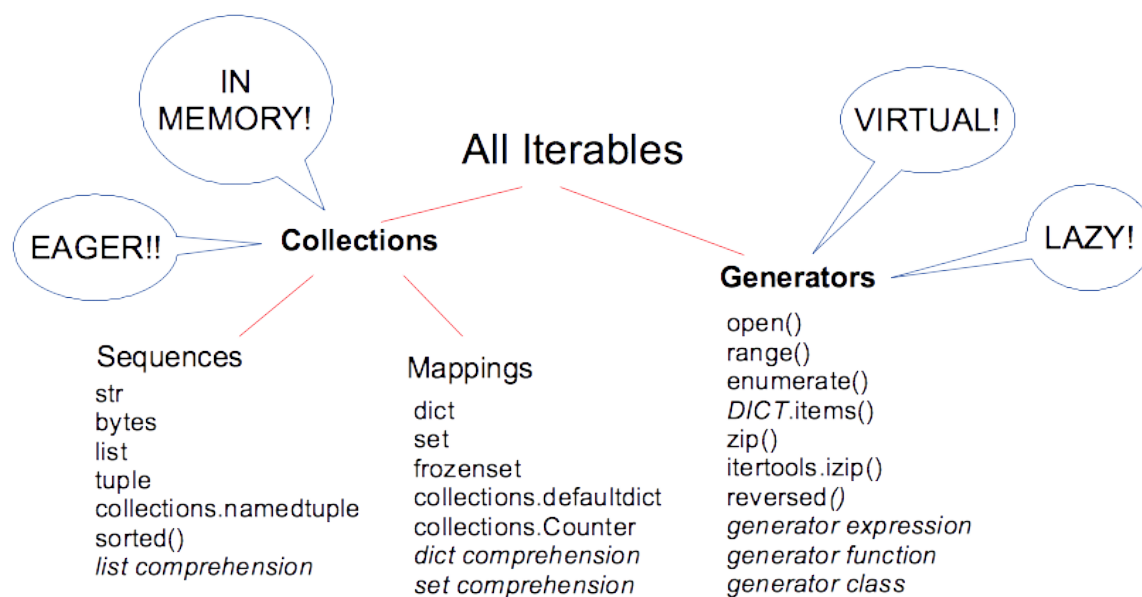 IN
MEMORY!
VIRTUAL!
All Iterables
EAGER!!
Collections
LAZY!
Generators
Sequences
str
bytes
list
tuple
collections.namedtuple
sorted()
list comprehension
Mappings
dict
set
frozenset
collections.defaultdict
collections.Counter
dict comprehension
set comprehension
open()
range()
enumerate()
DICT.items()
zip()
itertools.izip()
reversed()
generator expression
generator function
generator class